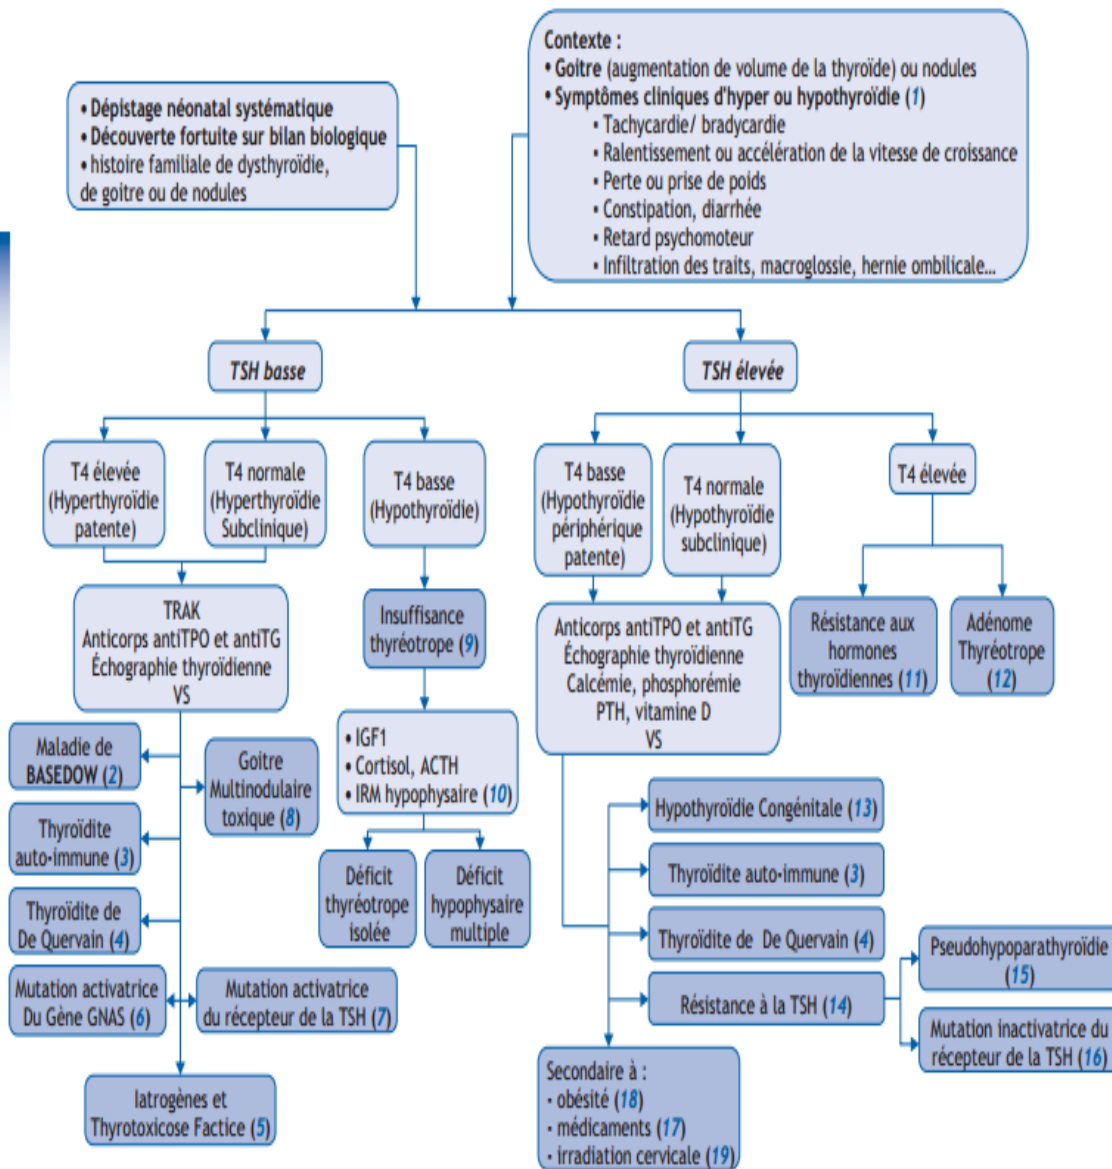 Contexte :
• Goitre (augmentation de volume de la thyroïde) ou nodules
• Symptômes cliniques d'hyper ou hypothyroïdie (1)
▪ Tachycardie/ bradycardie
▪ Ralentissement ou accélération de la vitesse de croissance
▪ Perte ou prise de poids
▪ Constipation, diarrhée
▪ Retard psychomoteur
▪ Infiltration des traits, macroglossie, hernie ombilicale...
• Dépistage néonatal systématique
• Découverte fortuite sur bilan biologique
• histoire familiale de dysthyroïdie,
de goitre ou de nodules
TSH basse
TSH élevée
T4 élevée
(Hyperthyroïdie
patente)
T4 normale
(Hyperthyroïdie
Subclinique)
T4 basse
(Hypothyroïdie)
T4 basse
(Hypothyroïdie
périphérique
patente)
T4 normale
(Hypothyroïdie
subclinique)
T4 élevée
TRAK
Anticorps antiTPO et antiTG
Échographie thyroïdienne
VS
Insuffisance
thyréotrope (9)
Anticorps antiTPO et antiTG
Échographie thyroïdienne
Calcémie, phosphorémie
PTH, vitamine D
VS
Résistance aux
hormones
thyroïdiennes (11)
Adénome
Thyréotrope
(12)
Maladie de
BASEDOW (2)
Goitre
Multinodulaire
toxique (8)
• IGF1
• Cortisol, ACTH
• IRM hypophysaire (10)
Thyroïdite
auto-immune (3)
Déficit
thyréotrope
isolée
Déficit
hypophysaire
multiple
Thyroïdite de
De Quervain (4)
Mutation activatrice
Du Gène GNAS (6)
Mutation activatrice
du récepteur de la TSH (7)
Iatrogènes et
Thyrotoxicose Factice (5)
Hypothyroïdie Congénitale (13)
Thyroïdite auto-immune (3)
Thyroïdite de De Quervain (4)
Résistance à la TSH (14)
Pseudohypoparathyroïdie
(15)
Mutation inactivatrice du
récepteur de la TSH (16)
Secondaire à :
- obésité (18)
- médicaments (17)
- irradiation cervicale (19)